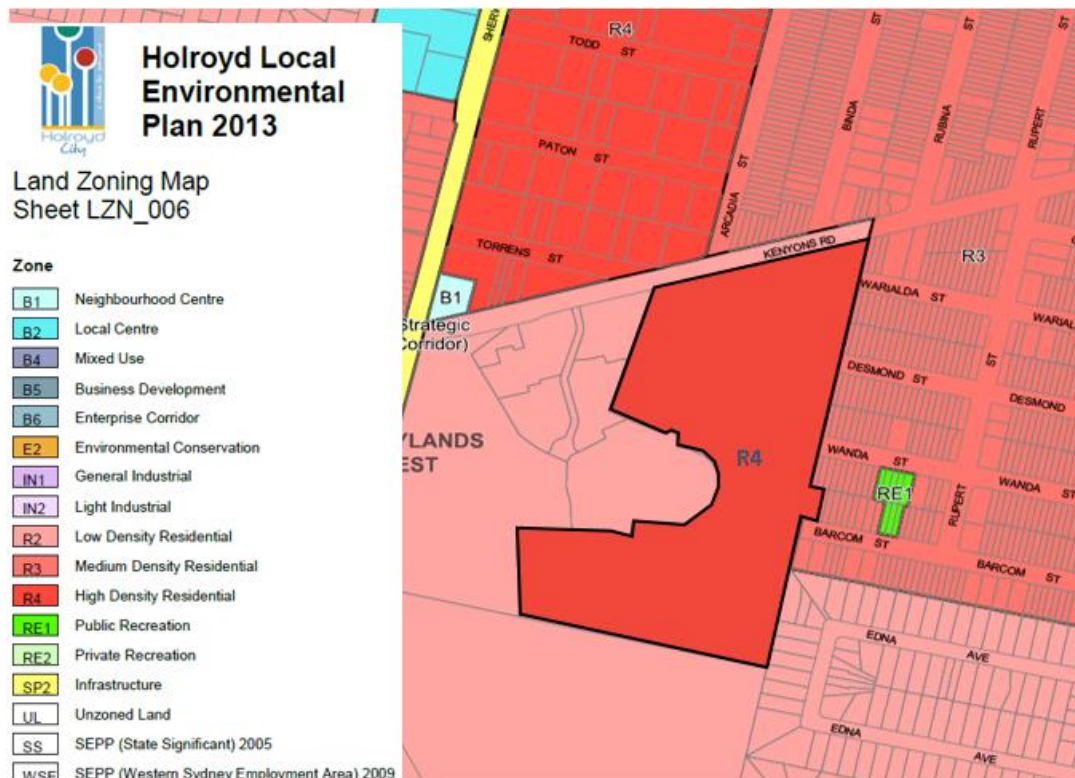 Holroyd
City
Holroyd Local
Environmental
Plan 2013
Land Zoning Map
Sheet LZN_006
Zone
B1 Neighbourhood Centre
B2 Local Centre
B4 Mixed Use
B5 Business Development
B6 Enterprise Corridor
E2 Environmental Conservation
IN1 General Industrial
IN2 Light Industrial
R2 Low Density Residential
R3 Medium Density Residential
R4 High Density Residential
RE1 Public Recreation
RE2 Private Recreation
SP2 Infrastructure
UL Unzoned Land
SS SEPP (State Significant) 2005
WSE SEPP (Western Sydney Employment Area) 2009
SHERW
R4
TODD ST
ST
ST
ST
PATON ST
BINDA
RUBINA
RUPERT
ARCADIA ST
TORRENS ST
KENYONS RD
B1
Strategic
Corridor)
R3
WARIALDA ST
WARIAL
DESMOND ST
DESMOND
ST
YLANDS
EST
R4
WANDA ST
WANDA ST
RE1
RUPERT
BARCOM ST
BARCOM ST
EDNA AVE
EDNA AVE